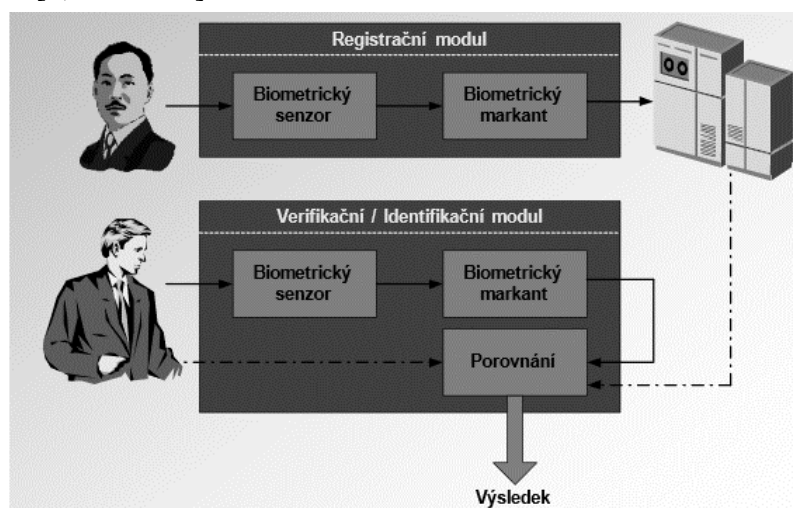 Registrační modul
Biometrický
senzor
Biometrický
markant
Verifikační / Identifikační modul
Biometrický
senzor
Biometrický
markant
Porovnání
Výsledek